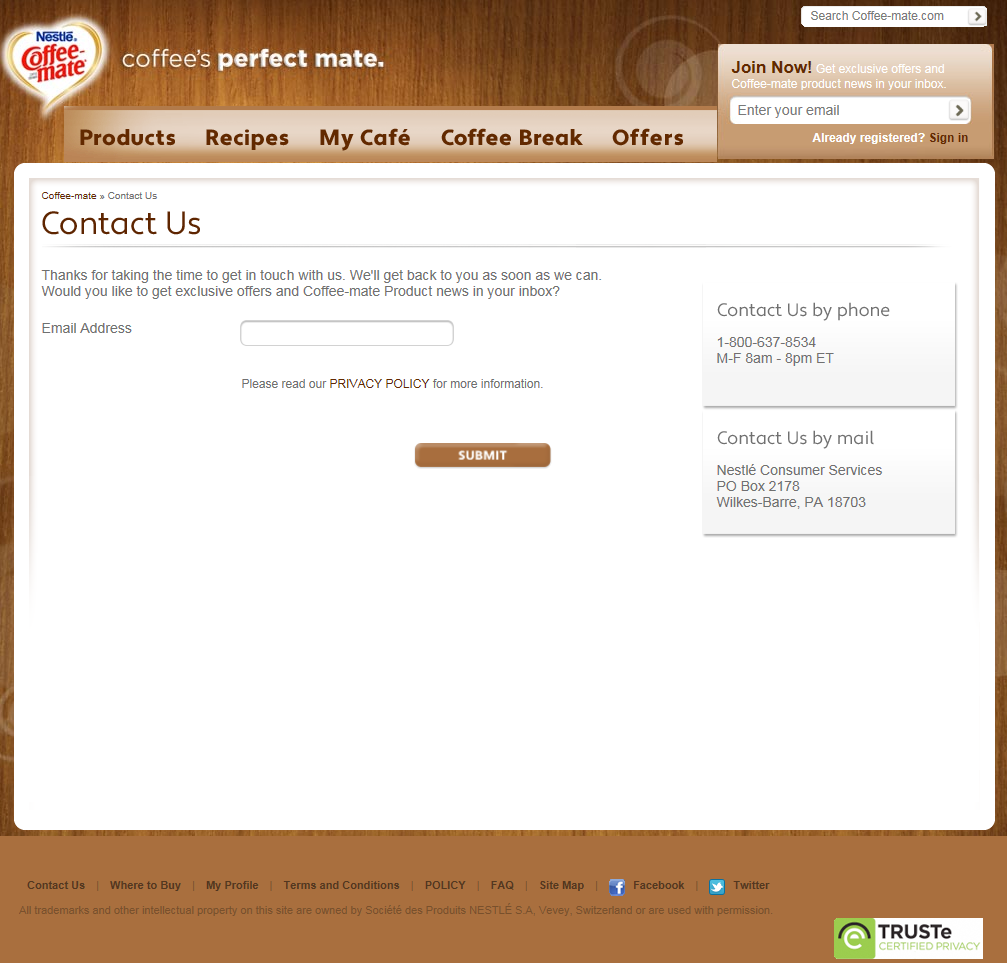 Search Coffee-mate.com
Nestlé®
Coffee-
mate®
coffee's perfect mate.
Join Now! Get exclusive offers and
Coffee-mate product news in your inbox.
Enter your email
Already registered? Sign in
Products Recipes My Café Coffee Break Offers
Coffee-mate » Contact Us
Contact Us
Thanks for taking the time to get in touch with us. We'll get back to you as soon as we can.
Would you like to get exclusive offers and Coffee-mate Product news in your inbox?
Email Address
Please read our PRIVACY POLICY for more information.
SUBMIT
Contact Us by phone
1-800-637-8534
M-F 8am - 8pm ET
Contact Us by mail
Nestlé Consumer Services
PO Box 2178
Wilkes-Barre, PA 18703
Contact Us | Where to Buy | My Profile | Terms and Conditions | POLICY | FAQ | Site Map | Facebook | Twitter
All trademarks and other intellectual property on this site are owned by Société des Produits NESTLÉ S.A, Vevey, Switzerland or are used with permission.
TRUSTe
CERTIFIED PRIVACY